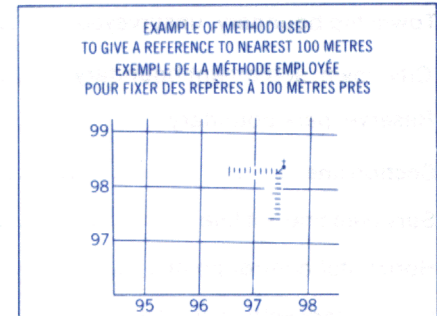 EXAMPLE OF METHOD USED
TO GIVE A REFERENCE TO NEAREST 100 METRES
EXEMPLE DE LA MÉTHODE EMPLOYÉE
POUR FIXER DES REPÈRES À 100 MÈTRES PRÈS
99
98
97
95 96 97 98